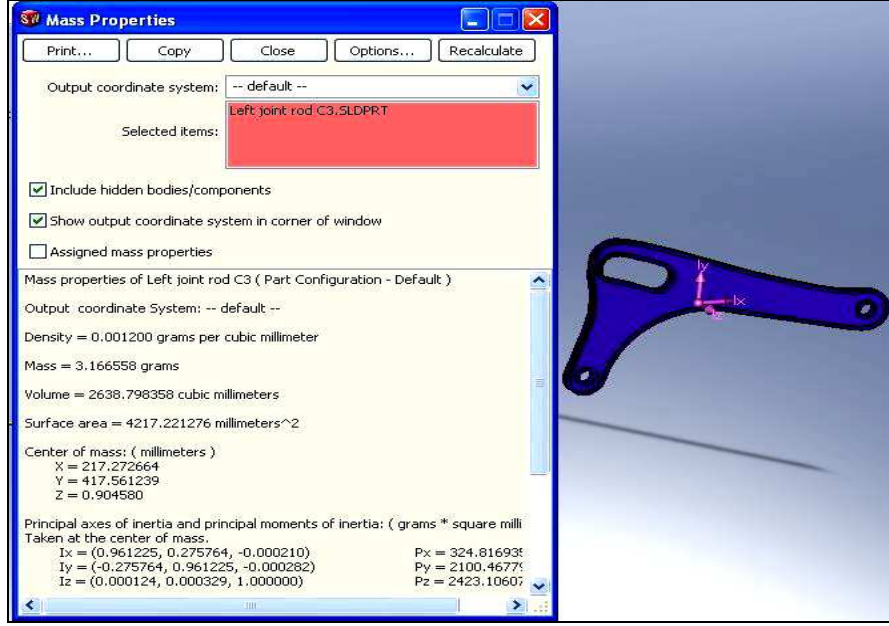 SW Mass Properties
Print... Copy Close Options... Recalculate
Output coordinate system: -- default --
Left joint rod C3.SLDPRT
Selected items:
Include hidden bodies/components
Show output coordinate system in corner of window
Assigned mass properties
Mass properties of Left joint rod C3 ( Part Configuration - Default )
Output coordinate System: -- default --
Density = 0.001200 grams per cubic millimeter
Mass = 3.166558 grams
Volume = 2638.798358 cubic millimeters
Surface area = 4217.221276 millimeters^2
Center of mass: ( millimeters )
X = 217.272664
Y = 417.561239
Z = 0.904580
Principal axes of inertia and principal moments of inertia: ( grams * square milli
Taken at the center of mass.
Ix = (0.961225, 0.275764, -0.000210) Px = 324.816935
Iy = (-0.275764, 0.961225, -0.000282) Py = 2100.46779
Iz = (0.000124, 0.000329, 1.000000) Pz = 2423.10607
Iy
Ix
Iz